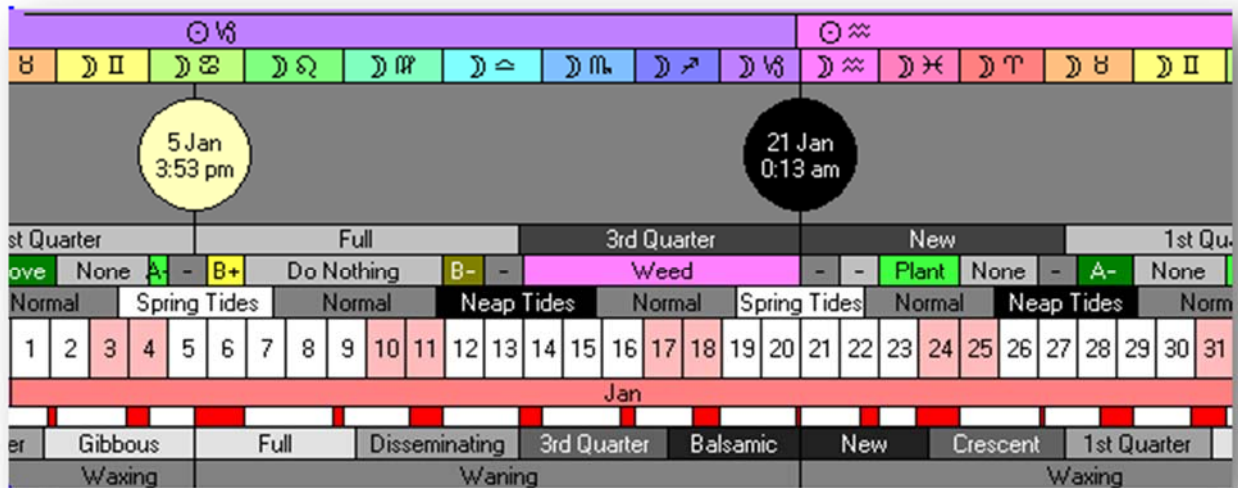 ☉ ♑ ☉ ♒
♉ ☽ ♊ ☽ ♋ ☽ ♌ ☽ ♍ ☽ ♎ ☽ ♏ ☽ ♐ ☽ ♑ ☽ ♒ ☽ ♓ ☽ ♈ ☽ ♉ ☽ ♊
5 Jan 21 Jan
3:53 pm 0:13 am
st Quarter Full 3rd Quarter New 1st Qu
ove None A- - B+ Do Nothing B- - Weed - - Plant None - A- None
Normal Spring Tides Normal Neap Tides Normal Spring Tides Normal Neap Tides Norm
1 2 3 4 5 6 7 8 9 10 11 12 13 14 15 16 17 18 19 20 21 22 23 24 25 26 27 28 29 30 31
Jan
er Gibbous Full Disseminating 3rd Quarter Balsamic New Crescent 1st Quarter
Waxing Waning Waxing